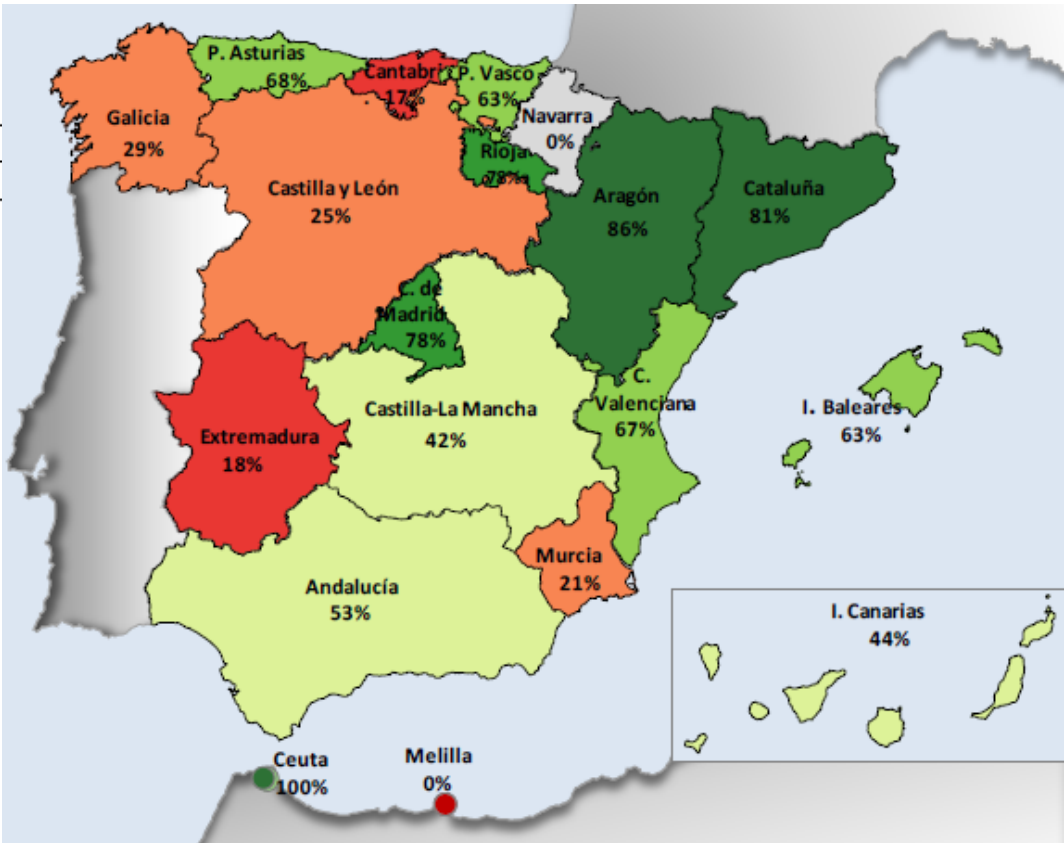 P. Asturias
68%
Cantabri
17%
P. Vasco
63%
Navarra
0%
Galicia
29%
Rioja
78%
Castilla y León
25%
Aragón
86%
Cataluña
81%
C. de
Madrid
78%
C.
Valenciana
67%
I. Baleares
63%
Castilla-La Mancha
42%
Extremadura
18%
Murcia
21%
Andalucía
53%
I. Canarias
44%
Ceuta
100%
Melilla
0%